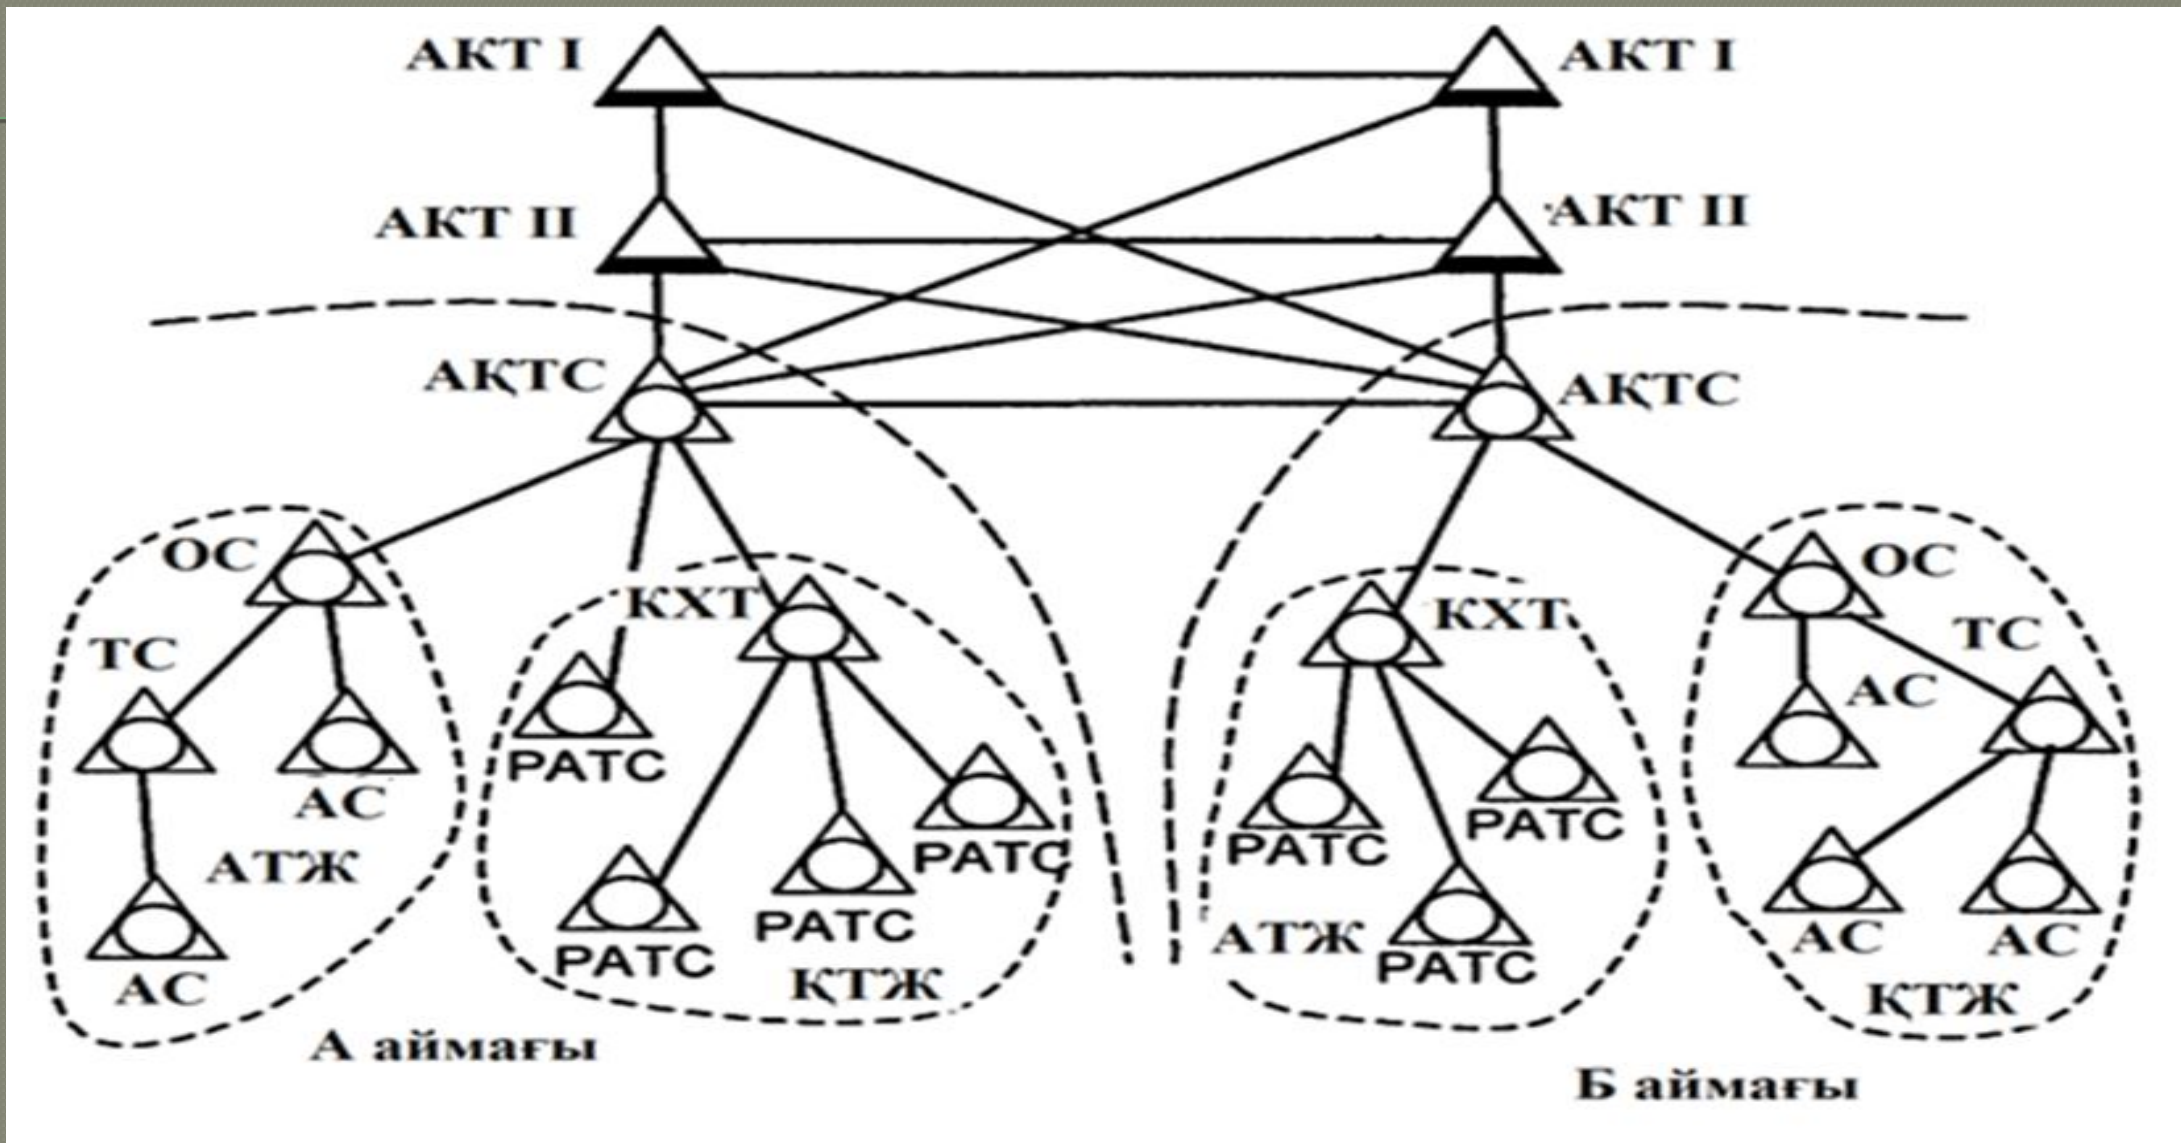 АКТ I
АКТ I
АКТ II
АКТ II
АҚТС
АҚТС
ОС
КХТ
КХТ
ОС
ТС
ТС
АС
РАТС
АС
РАТС
РАТС
РАТС
АТЖ
РАТС
РАТС
АТЖ
АС
АС
РАТС
РАТС
АС
ҚТЖ
ҚТЖ
А аймағы
Б аймағы